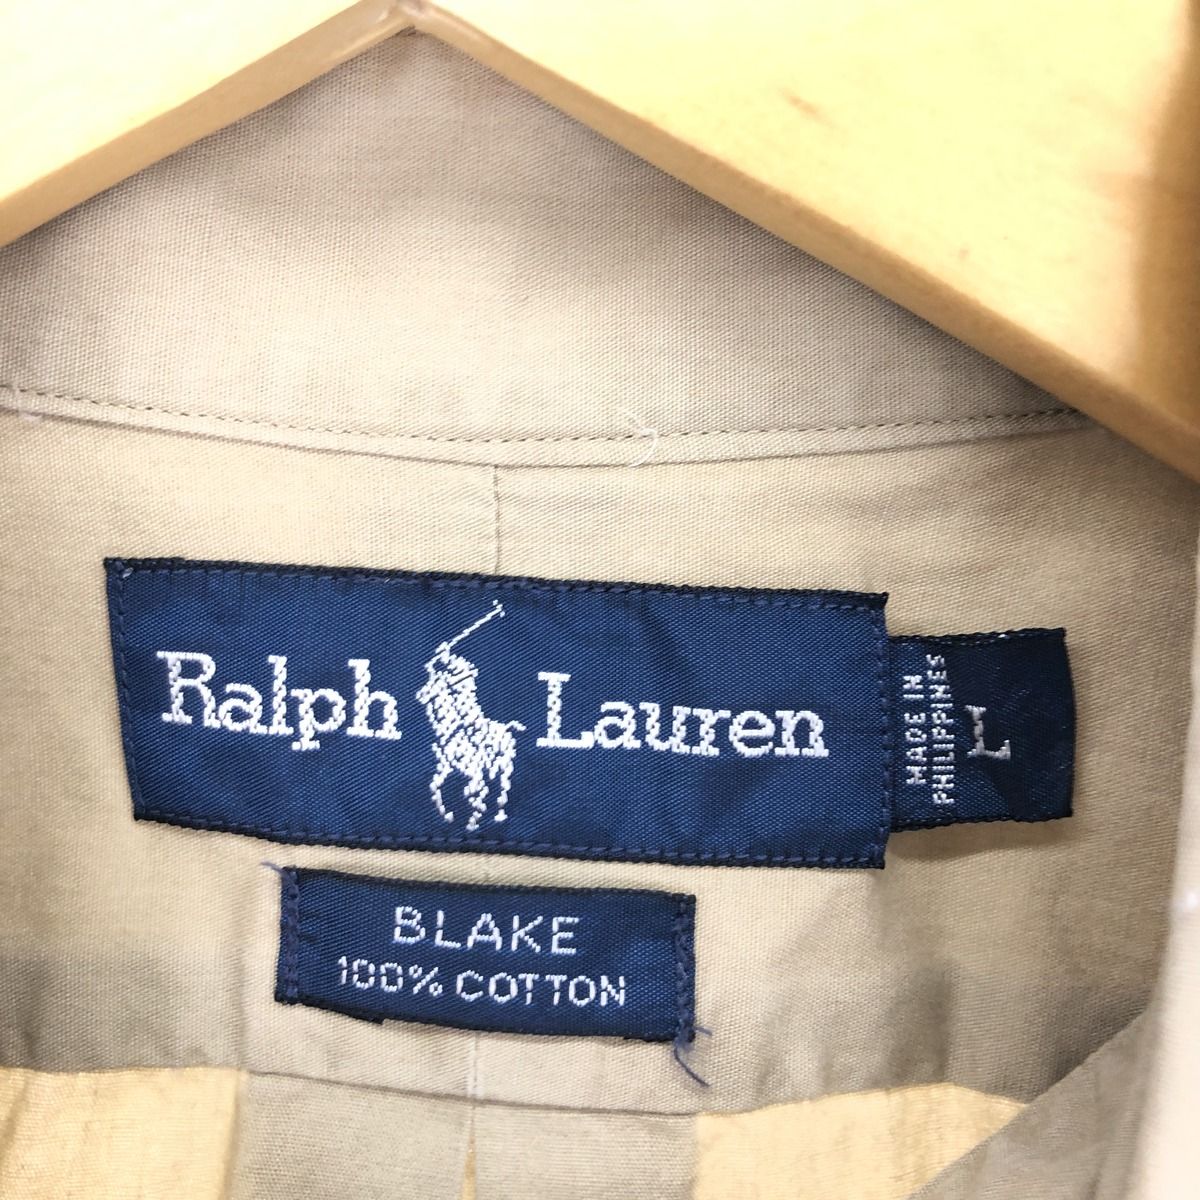 Ralph Lauren
MADE IN
PHILIPPINES
L
BLAKE
100% COTTON